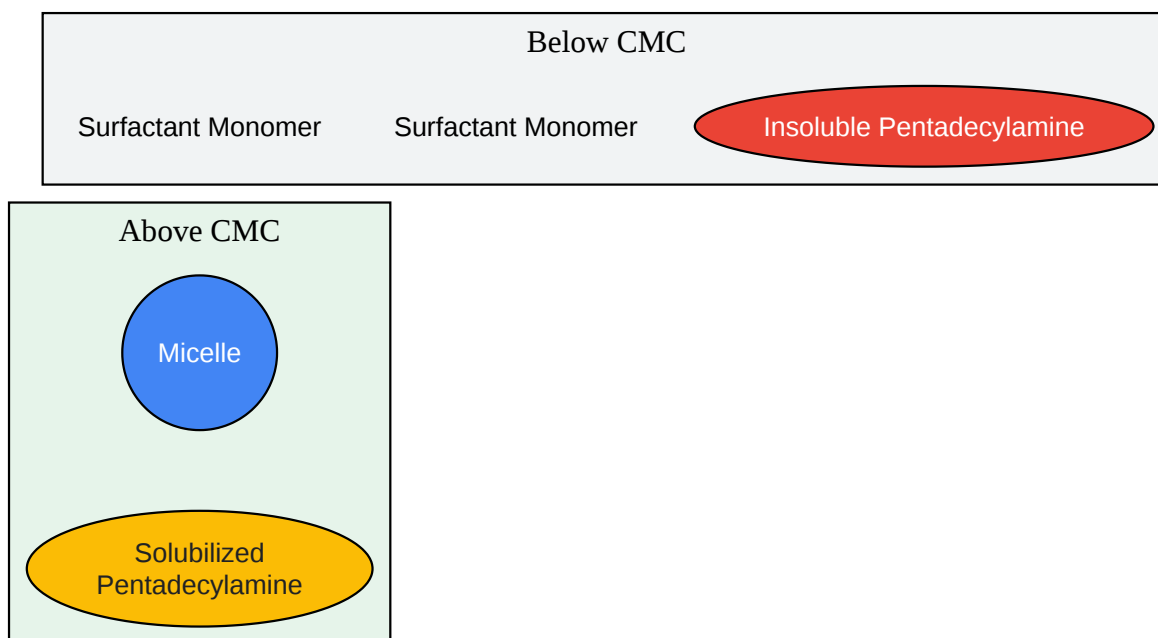 Below CMC
Surfactant Monomer Surfactant Monomer Insoluble Pentadecylamine
Above CMC
Micelle
Solubilized
Pentadecylamine